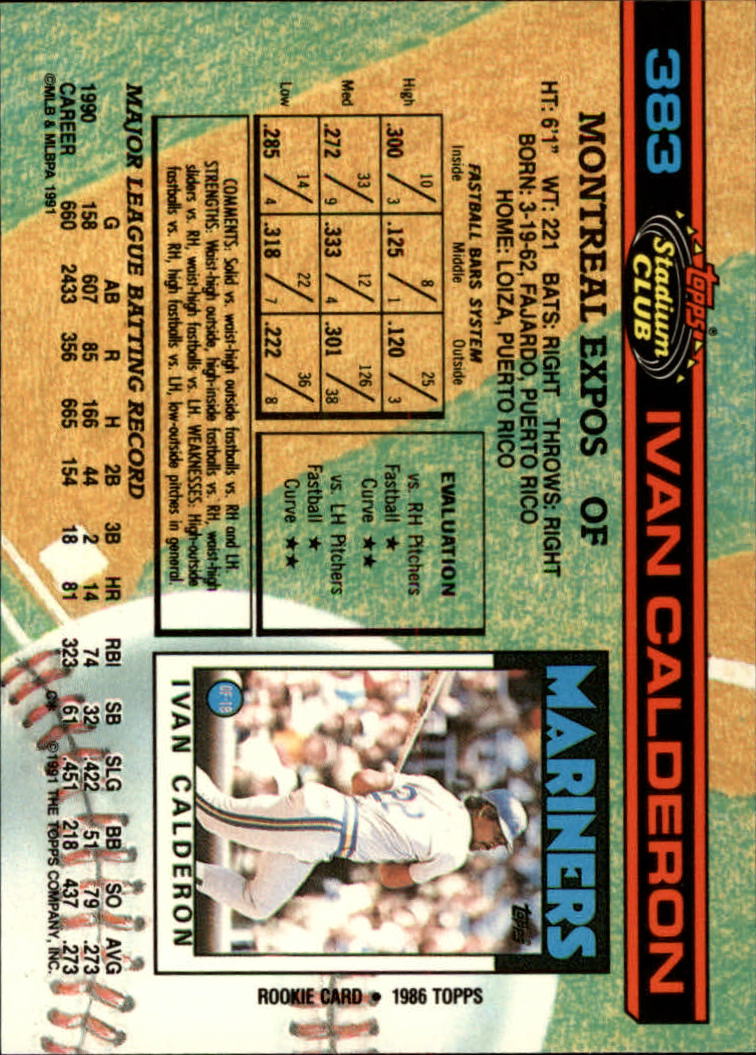 383
topps®
Stadium
CLUB
IVAN CALDERON
MONTREAL EXPOS OF
HT: 6'1" WT: 221 BATS: RIGHT THROWS: RIGHT
BORN: 3-19-62, FAJARDO, PUERTO RICO
HOME: LOIZA, PUERTO RICO
FASTBALL BARS SYSTEM
Inside Middle Outside
High .300 10/3 .125 8/1 .120 25/3
Med .272 33/9 .333 12/4 .301 126/38
Low .285 14/4 .318 22/7 .222 36/8
EVALUATION
vs. RH Pitchers
Fastball ★
Curve ★★
vs. LH Pitchers
Fastball ★
Curve ★★
COMMENTS: Solid vs. waist-high outside fastballs vs. RH and LH.
STRENGTHS: Waist-high outside, high-inside fastballs vs. RH, waist-high
sliders vs. RH, waist-high fastballs vs. LH. WEAKNESSES: High-outside
fastballs vs. RH, high fastballs vs. LH, low-outside pitches in general.
MARINERS
topps
OF-1B
IVAN CALDERON
ROOKIE CARD • 1986 TOPPS
MAJOR LEAGUE BATTING RECORD
G AB R H 2B 3B HR RBI SB SLG BB SO AVG
1990 158 607 85 166 44 2 14 74 32 .422 51 79 .273
CAREER 660 2433 356 665 154 18 81 323 61 .451 218 437 .273
©MLB & MLBPA 1991 C* ©1991 THE TOPPS COMPANY, INC.